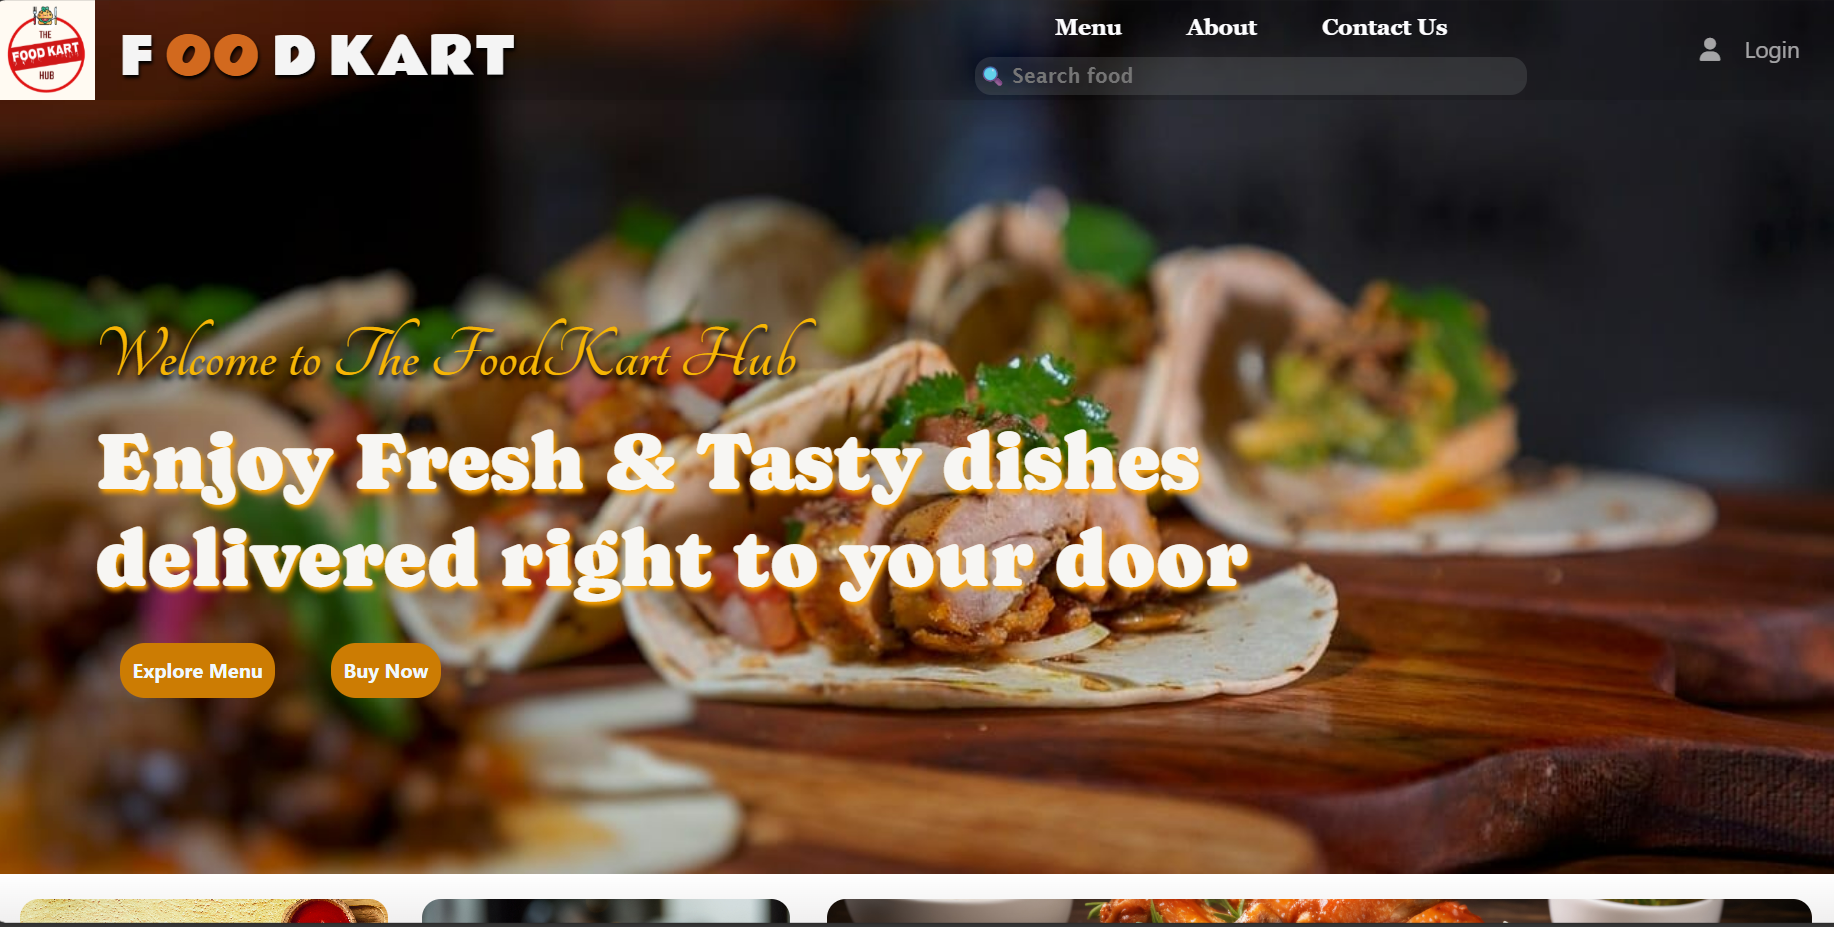 THE
FOOD KART
HUB
FOOD KART
Menu About Contact Us
Search food
Login
Welcome to The FoodKart Hub
Enjoy Fresh & Tasty dishes
delivered right to your door
Explore Menu Buy Now